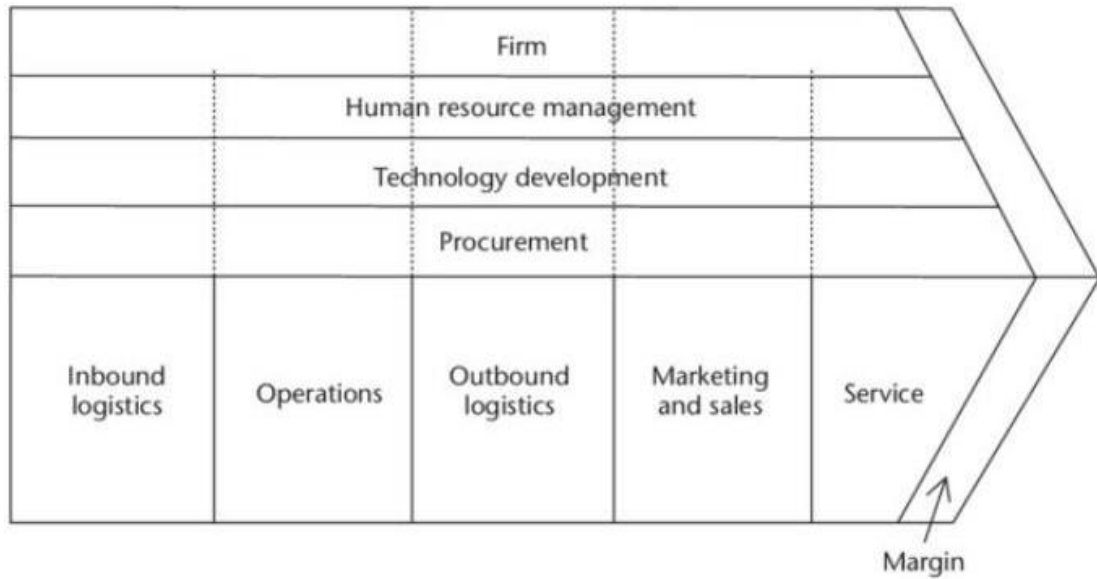 Firm
Human resource management
Technology development
Procurement
Inbound
logistics
Operations
Outbound
logistics
Marketing
and sales
Service
Margin